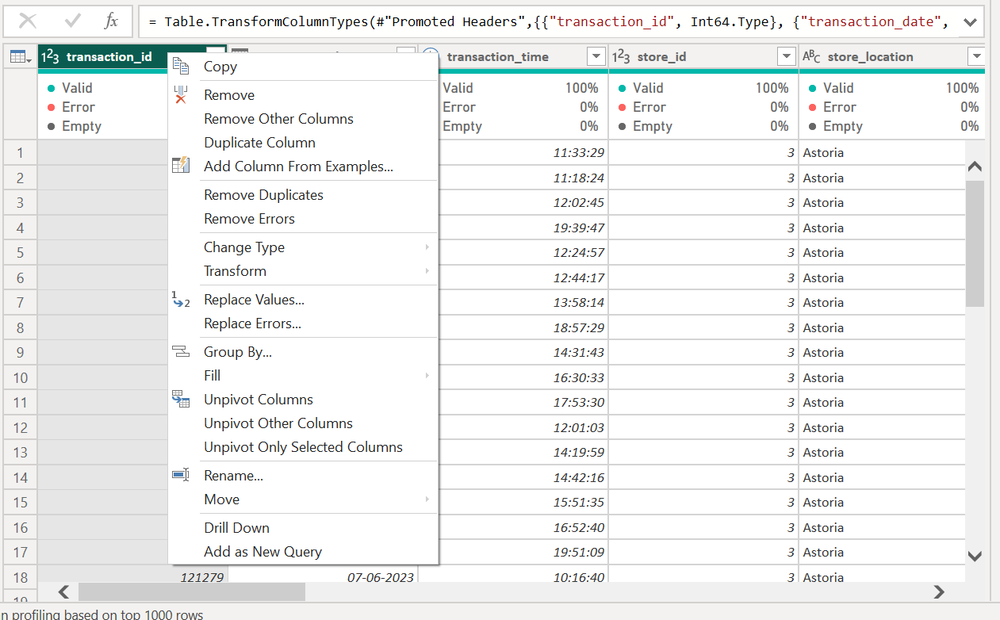 fx = Table.TransformColumnTypes(#"Promoted Headers",{{"transaction_id", Int64.Type}, {"transaction_date",
1 2 3 transaction_id transaction_time 1 2 3 store_id A B C store_location
Valid Valid 100% Valid 100% Valid 100%
Error Error 0% Error 0% Error 0%
Empty Empty 0% Empty 0% Empty 0%
Copy
Remove
Remove Other Columns
Duplicate Column
Add Column From Examples...
Remove Duplicates
Remove Errors
Change Type
Transform
1 2 Replace Values...
Replace Errors...
Group By...
Fill
Unpivot Columns
Unpivot Other Columns
Unpivot Only Selected Columns
Rename...
Move
Drill Down
Add as New Query
1 11:33:29 3 Astoria
2 11:18:24 3 Astoria
3 12:02:45 3 Astoria
4 19:39:47 3 Astoria
5 12:24:57 3 Astoria
6 12:44:17 3 Astoria
7 13:58:14 3 Astoria
8 18:57:29 3 Astoria
9 14:31:43 3 Astoria
10 16:30:33 3 Astoria
11 17:53:30 3 Astoria
12 12:01:03 3 Astoria
13 14:19:59 3 Astoria
14 14:42:16 3 Astoria
15 15:51:35 3 Astoria
16 16:52:40 3 Astoria
17 19:51:09 3 Astoria
18 121279 07-06-2023 10:16:40 3 Astoria
19
n profiling based on top 1000 rows